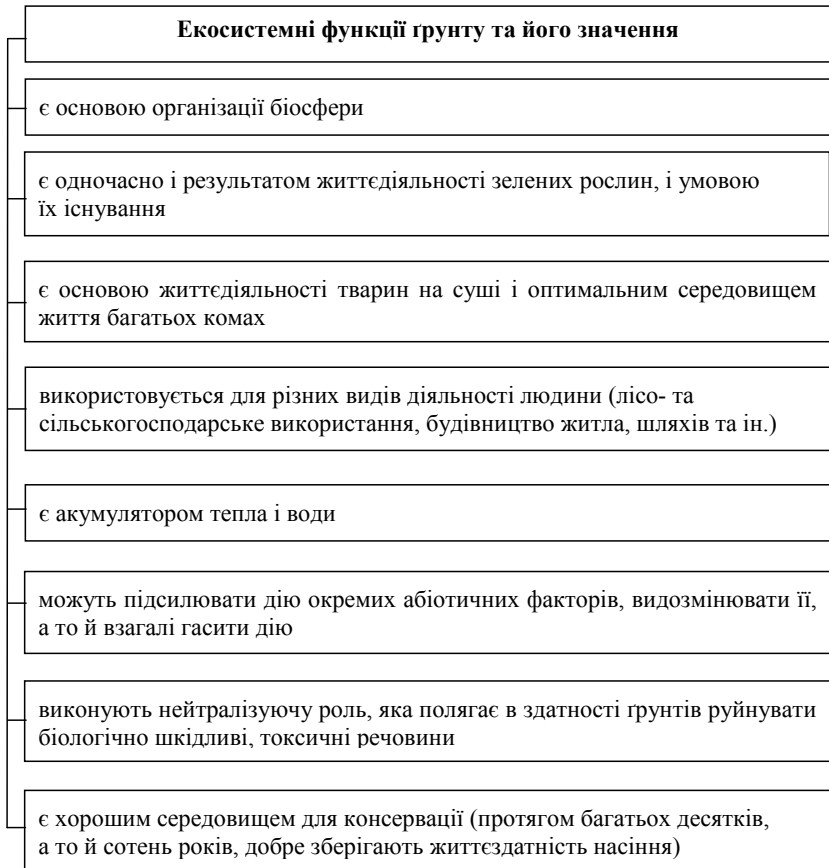 Екосистемні функції ґрунту та його значення
є основою організації біосфери
є одночасно і результатом життєдіяльності зелених рослин, і умовою
їх існування
є основою життєдіяльності тварин на суші і оптимальним середовищем
життя багатьох комах
використовується для різних видів діяльності людини (лісо- та
сільськогосподарське використання, будівництво житла, шляхів та ін.)
є акумулятором тепла і води
можуть підсилювати дію окремих абіотичних факторів, видозмінювати її,
а то й взагалі гасити дію
виконують нейтралізуючу роль, яка полягає в здатності ґрунтів руйнувати
біологічно шкідливі, токсичні речовини
є хорошим середовищем для консервації (протягом багатьох десятків,
а то й сотень років, добре зберігають життєздатність насіння)